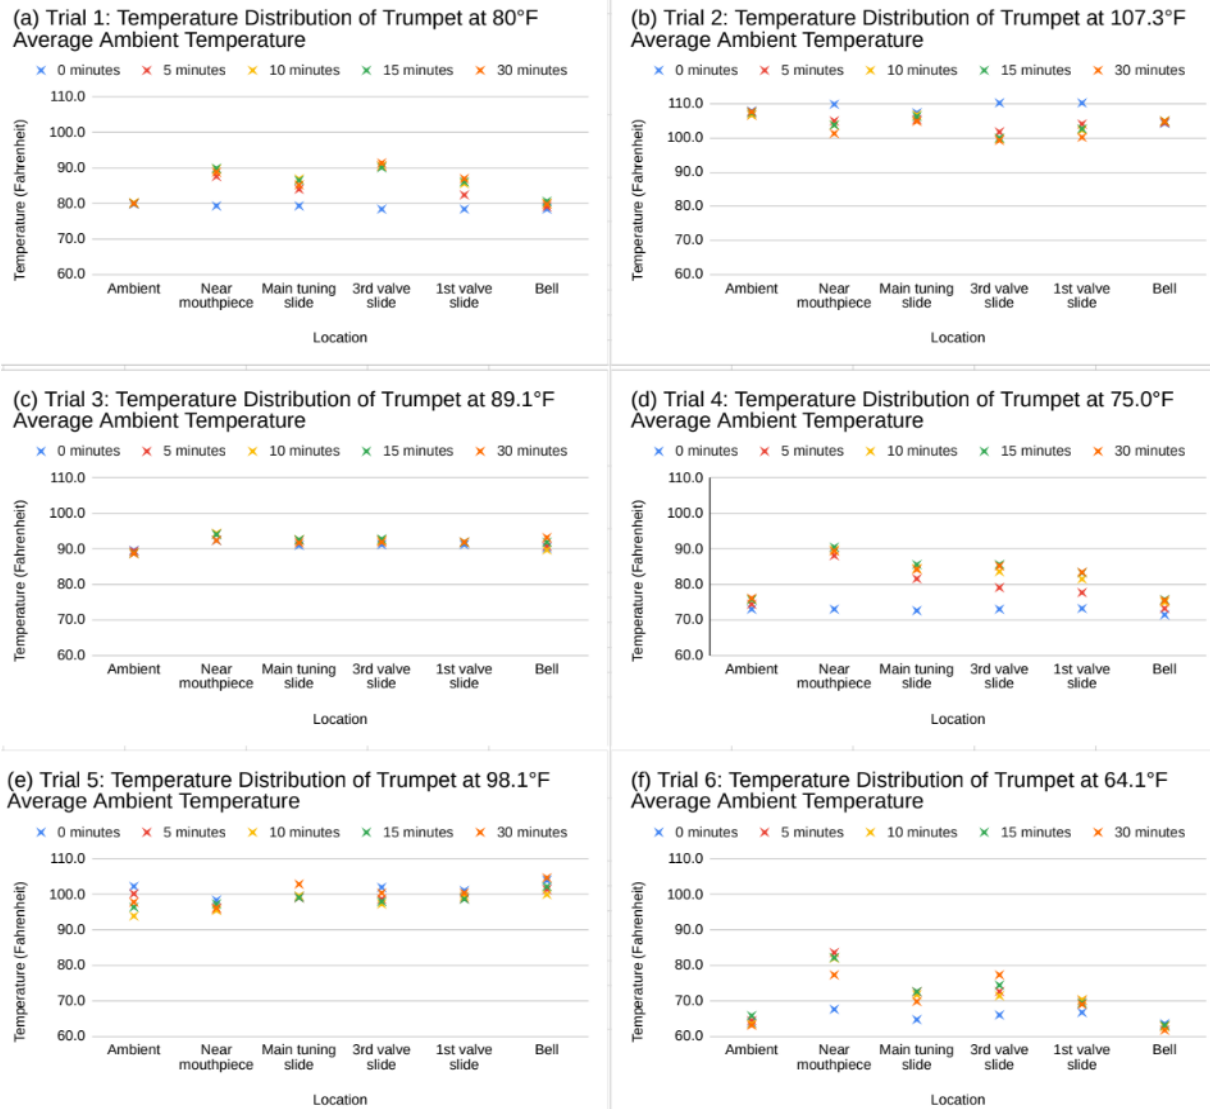 (a) Trial 1: Temperature Distribution of Trumpet at 80°F
Average Ambient Temperature
0 minutes 5 minutes 10 minutes 15 minutes 30 minutes
Temperature (Fahrenheit)
110.0
100.0
90.0
80.0
70.0
60.0
Ambient Near mouthpiece Main tuning slide 3rd valve slide 1st valve slide Bell
Location
(b) Trial 2: Temperature Distribution of Trumpet at 107.3°F
Average Ambient Temperature
0 minutes 5 minutes 10 minutes 15 minutes 30 minutes
Temperature (Fahrenheit)
110.0
100.0
90.0
80.0
70.0
60.0
Ambient Near mouthpiece Main tuning slide 3rd valve slide 1st valve slide Bell
Location
(c) Trial 3: Temperature Distribution of Trumpet at 89.1°F
Average Ambient Temperature
0 minutes 5 minutes 10 minutes 15 minutes 30 minutes
Temperature (Fahrenheit)
110.0
100.0
90.0
80.0
70.0
60.0
Ambient Near mouthpiece Main tuning slide 3rd valve slide 1st valve slide Bell
Location
(d) Trial 4: Temperature Distribution of Trumpet at 75.0°F
Average Ambient Temperature
0 minutes 5 minutes 10 minutes 15 minutes 30 minutes
Temperature (Fahrenheit)
110.0
100.0
90.0
80.0
70.0
60.0
Ambient Near mouthpiece Main tuning slide 3rd valve slide 1st valve slide Bell
Location
(e) Trial 5: Temperature Distribution of Trumpet at 98.1°F
Average Ambient Temperature
0 minutes 5 minutes 10 minutes 15 minutes 30 minutes
Temperature (Fahrenheit)
110.0
100.0
90.0
80.0
70.0
60.0
Ambient Near mouthpiece Main tuning slide 3rd valve slide 1st valve slide Bell
Location
(f) Trial 6: Temperature Distribution of Trumpet at 64.1°F
Average Ambient Temperature
0 minutes 5 minutes 10 minutes 15 minutes 30 minutes
Temperature (Fahrenheit)
110.0
100.0
90.0
80.0
70.0
60.0
Ambient Near mouthpiece Main tuning slide 3rd valve slide 1st valve slide Bell
Location